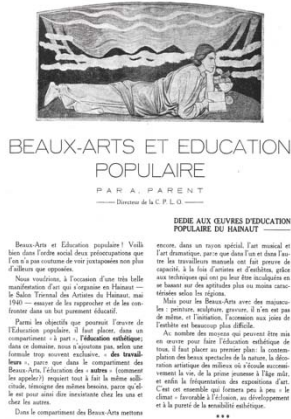 BEAUX-ARTS ET EDUCATION
POPULAIRE
PAR A. PARENT
Directeur de la C. P. L. O.
DEDIE AUX ŒUVRES D'EDUCATION
POPULAIRE DU HAINAUT
Beaux-Arts et Education populaire ! Voilà
bien dans l'ordre social deux préoccupations que
l'on n'a pas coutume de voir juxtaposées non plus
d'ailleurs que opposées.
Nous voudrions, à l'occasion d'une très belle
manifestation d'art qui s'organise en Hainaut —
le Salon Triennal des Artistes du Hainaut, mai
1940 — essayer de les rapprocher et de les con-
fronter dans un but purement éducatif.
Parmi les objectifs que poursuit l'œuvre de
l'Education populaire, il faut placer, dans un
compartiment « à part », l'éducation esthétique;
dans ce domaine, nous n'ajoutons pas, selon une
formule trop souvent exclusive, « des travail-
leurs », parce que dans le compartiment des
Beaux-Arts, l'éducation des « autres » (comment
les appeler?) requiert tout à fait la même solli-
citude, témoigne des mêmes besoins, parce qu'el-
le est pour ainsi dire inexistante chez les uns et
chez les autres.
Dans le compartiment des Beaux-Arts mettons
encore, dans un rayon spécial, l'art musical et
l'art dramatique, parce que dans l'un et dans l'au-
tre les travailleurs manuels ont fait preuve de
capacité, à la fois d'artistes et d'esthètes, grâce
aux techniques qui ont pu leur être inculquées en
se basant sur des aptitudes plus ou moins carac-
térisées selon les régions.
Mais pour les Beaux-Arts avec des majuscu-
les : peinture, sculpture, gravure, il n'en est pas
de même, et l'initiation, l'accession aux joies de
l'esthète est beaucoup plus difficile.
Au nombre des moyens qui peuvent être mis
en œuvre pour hâter l'éducation esthétique de
tous, il faut placer au premier plan: la contem-
plation des beaux spectacles de la nature, la déco-
ration artistique des milieux où s'écoule successi-
vement la vie, de la prime jeunesse à l'âge mûr,
et enfin la fréquentation des expositions d'art.
C'est cet ensemble qui formera peu à peu « le
climat » favorable à l'éclosion, au développement
et à la pureté de la sensibilité esthétique.
* * *